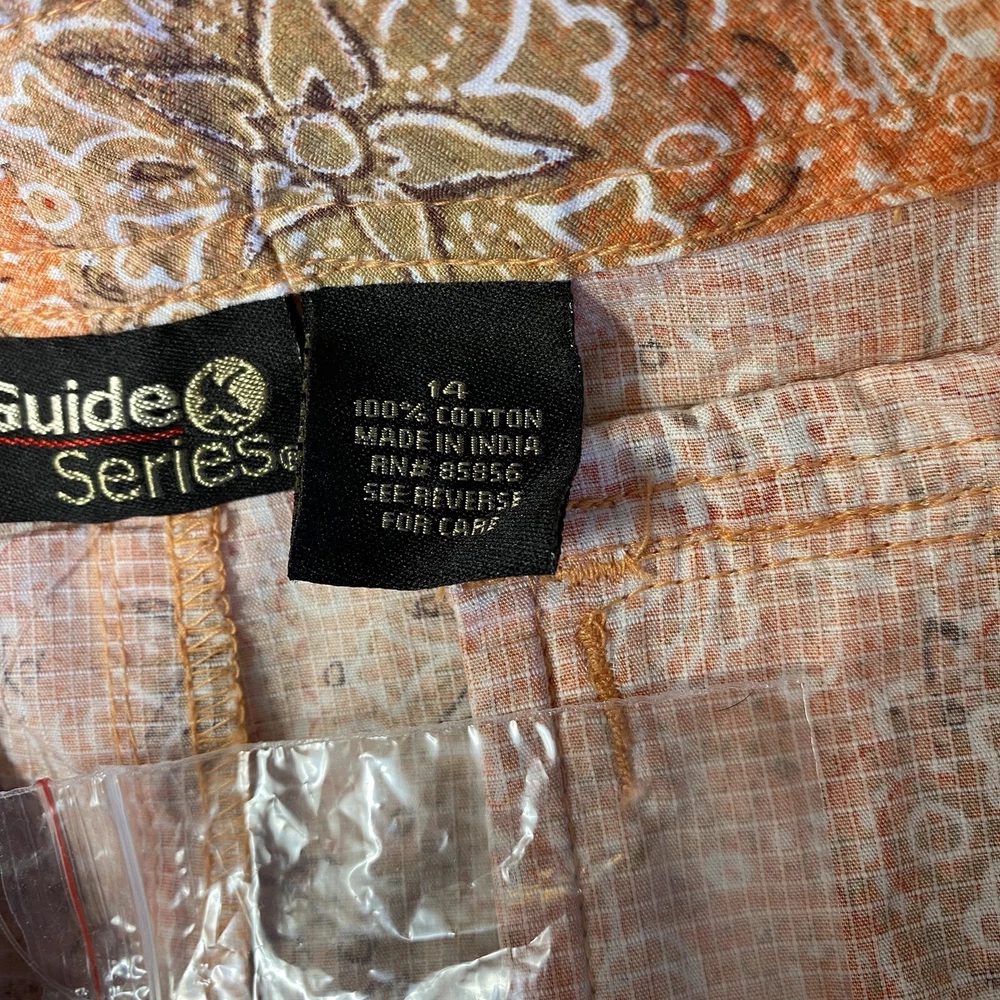 Guide
Series®
14
100% COTTON
MADE IN INDIA
RN# 85856
SEE REVERSE
FOR CARE